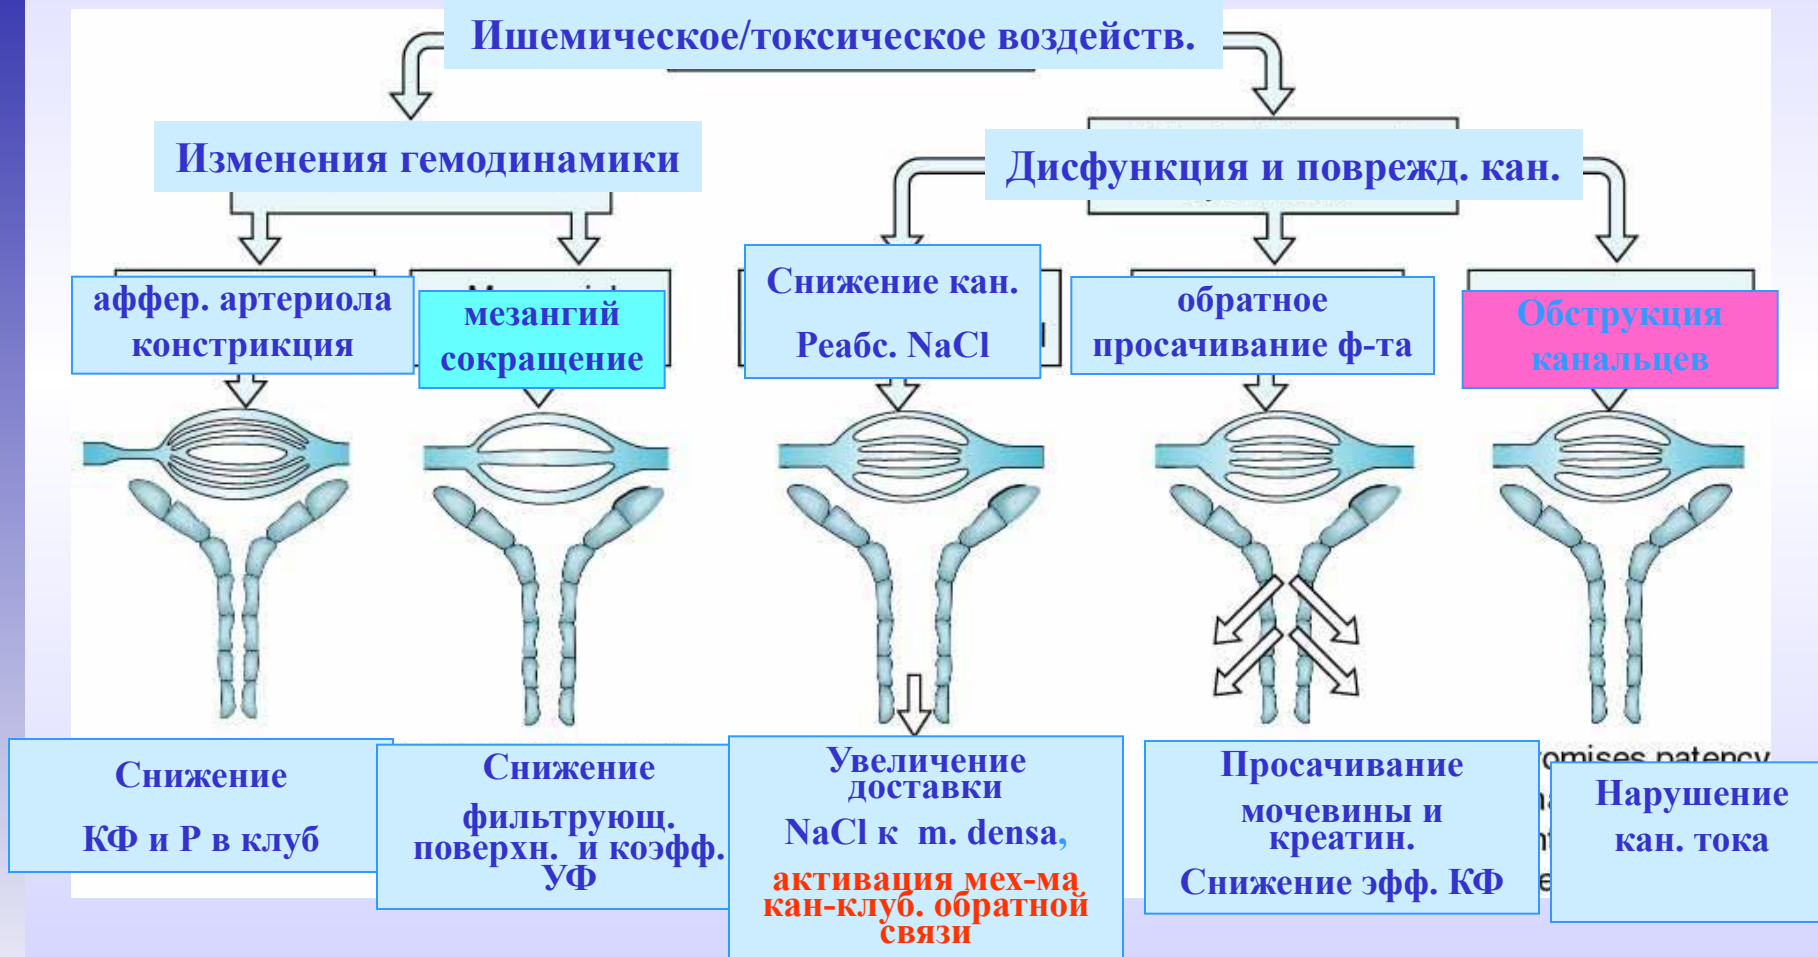 Ишемическое/токсическое воздейств.
Изменения гемодинамики
Дисфункция и поврежд. кан.
аффер. артериола
констрикция
мезангий
сокращение
Снижение кан.
Реабс. NaCl
обратное
просачивание ф-та
Обструкция
канальцев
Снижение
КФ и Р в клуб
Снижение
фильтрующ.
поверхн. и коэфф.
УФ
Увеличение
доставки
NaCl к m. densa,
активация мех-ма
кан-клуб. обратной
связи
Просачивание
мочевины и
креатин.
Снижение эфф. КФ
patency
Нарушение
кан. тока